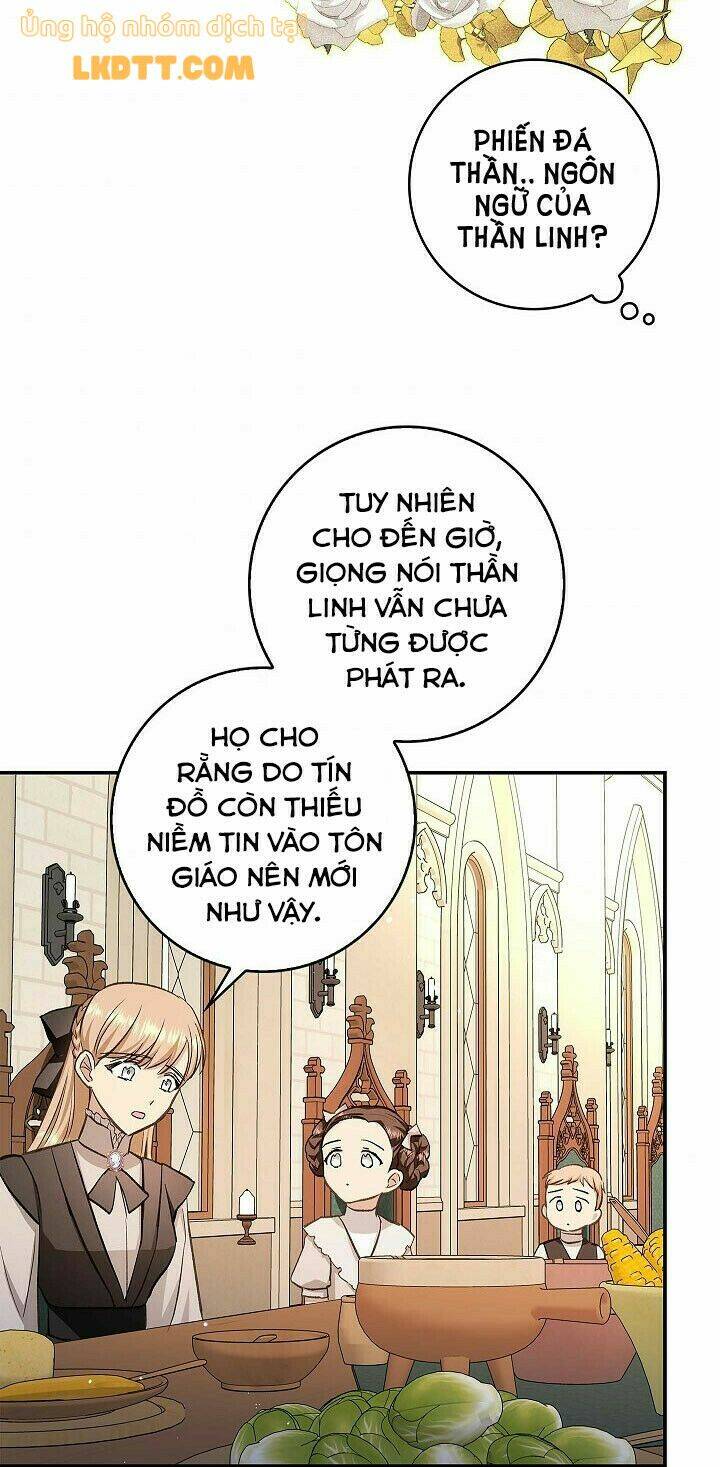 Ủng hộ nhóm dịch tại
LKDTT.COM
PHIẾN ĐÁ
THẦN.. NGÔN
NGỮ CỦA
THẦN LINH?
TUY NHIÊN
CHO ĐẾN GIỜ,
GIỌNG NÓI THẦN
LINH VẪN CHƯA
TỪNG ĐƯỢC
PHÁT RA.
HỌ CHO
RẰNG DO TÍN
ĐỒ CÒN THIẾU
NIỀM TIN VÀO TÔN
GIÁO NÊN MỚI
NHƯ VẬY.